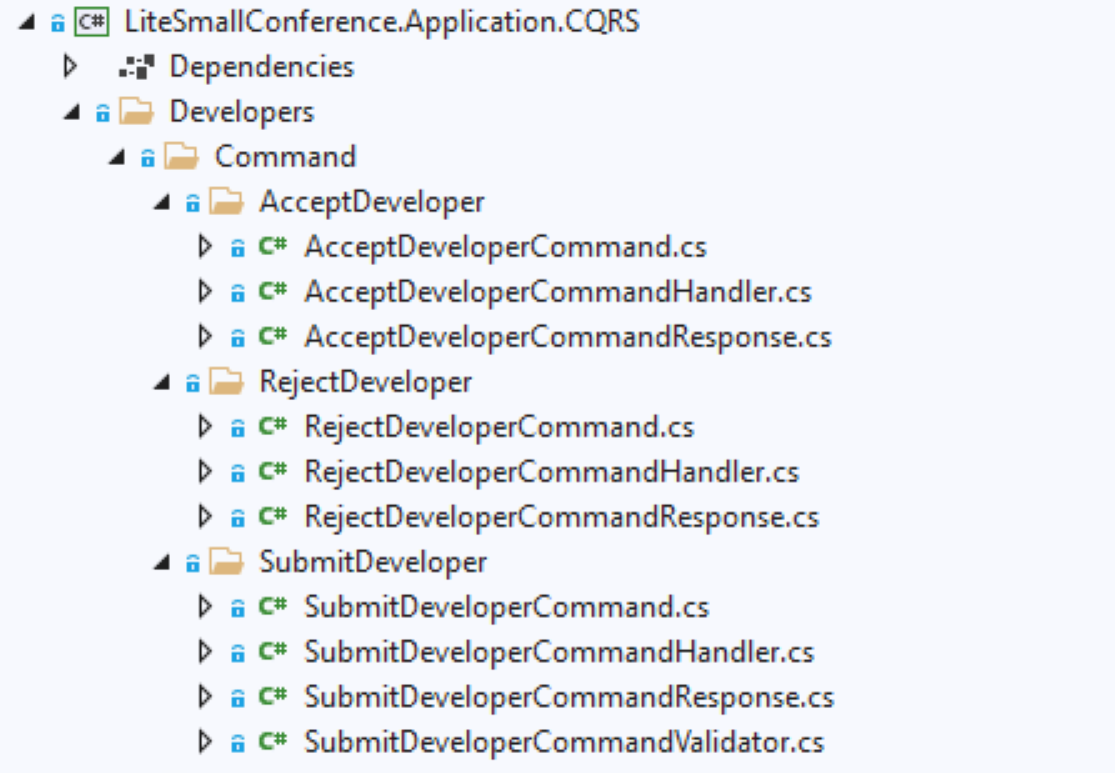 C# LiteSmallConference.Application.CQRS
Dependencies
Developers
Command
AcceptDeveloper
C# AcceptDeveloperCommand.cs
C# AcceptDeveloperCommandHandler.cs
C# AcceptDeveloperCommandResponse.cs
RejectDeveloper
C# RejectDeveloperCommand.cs
C# RejectDeveloperCommandHandler.cs
C# RejectDeveloperCommandResponse.cs
SubmitDeveloper
C# SubmitDeveloperCommand.cs
C# SubmitDeveloperCommandHandler.cs
C# SubmitDeveloperCommandResponse.cs
C# SubmitDeveloperCommandValidator.cs